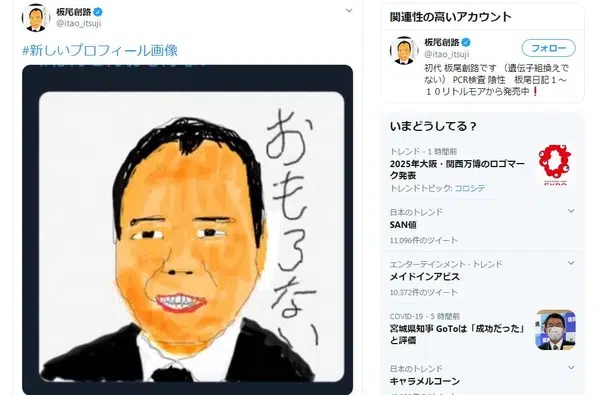 板尾創路
@itao_itsuji
#新しいプロフィール画像
おもろない
関連性の高いアカウント
板尾創路
@itao_itsuji
フォロー
初代 板尾創路です （遺伝子組換えで
ない） PCR検査 陰性　板尾日記１～
１０リトルモアから発売中❗
いまどうしてる？
トレンド・1 時間前
2025年大阪・関西万博のロゴマー
ク発表
トレンドトピック: コロシテ
EXPO
日本のトレンド
SAN値
11,096件のツイート
エンターテインメント・トレンド
メイドインアビス
10,372件のツイート
COVID-19・5 時間前
宮城県知事 GoToは「成功だった」
と評価
日本のトレンド
キャラメルコーン